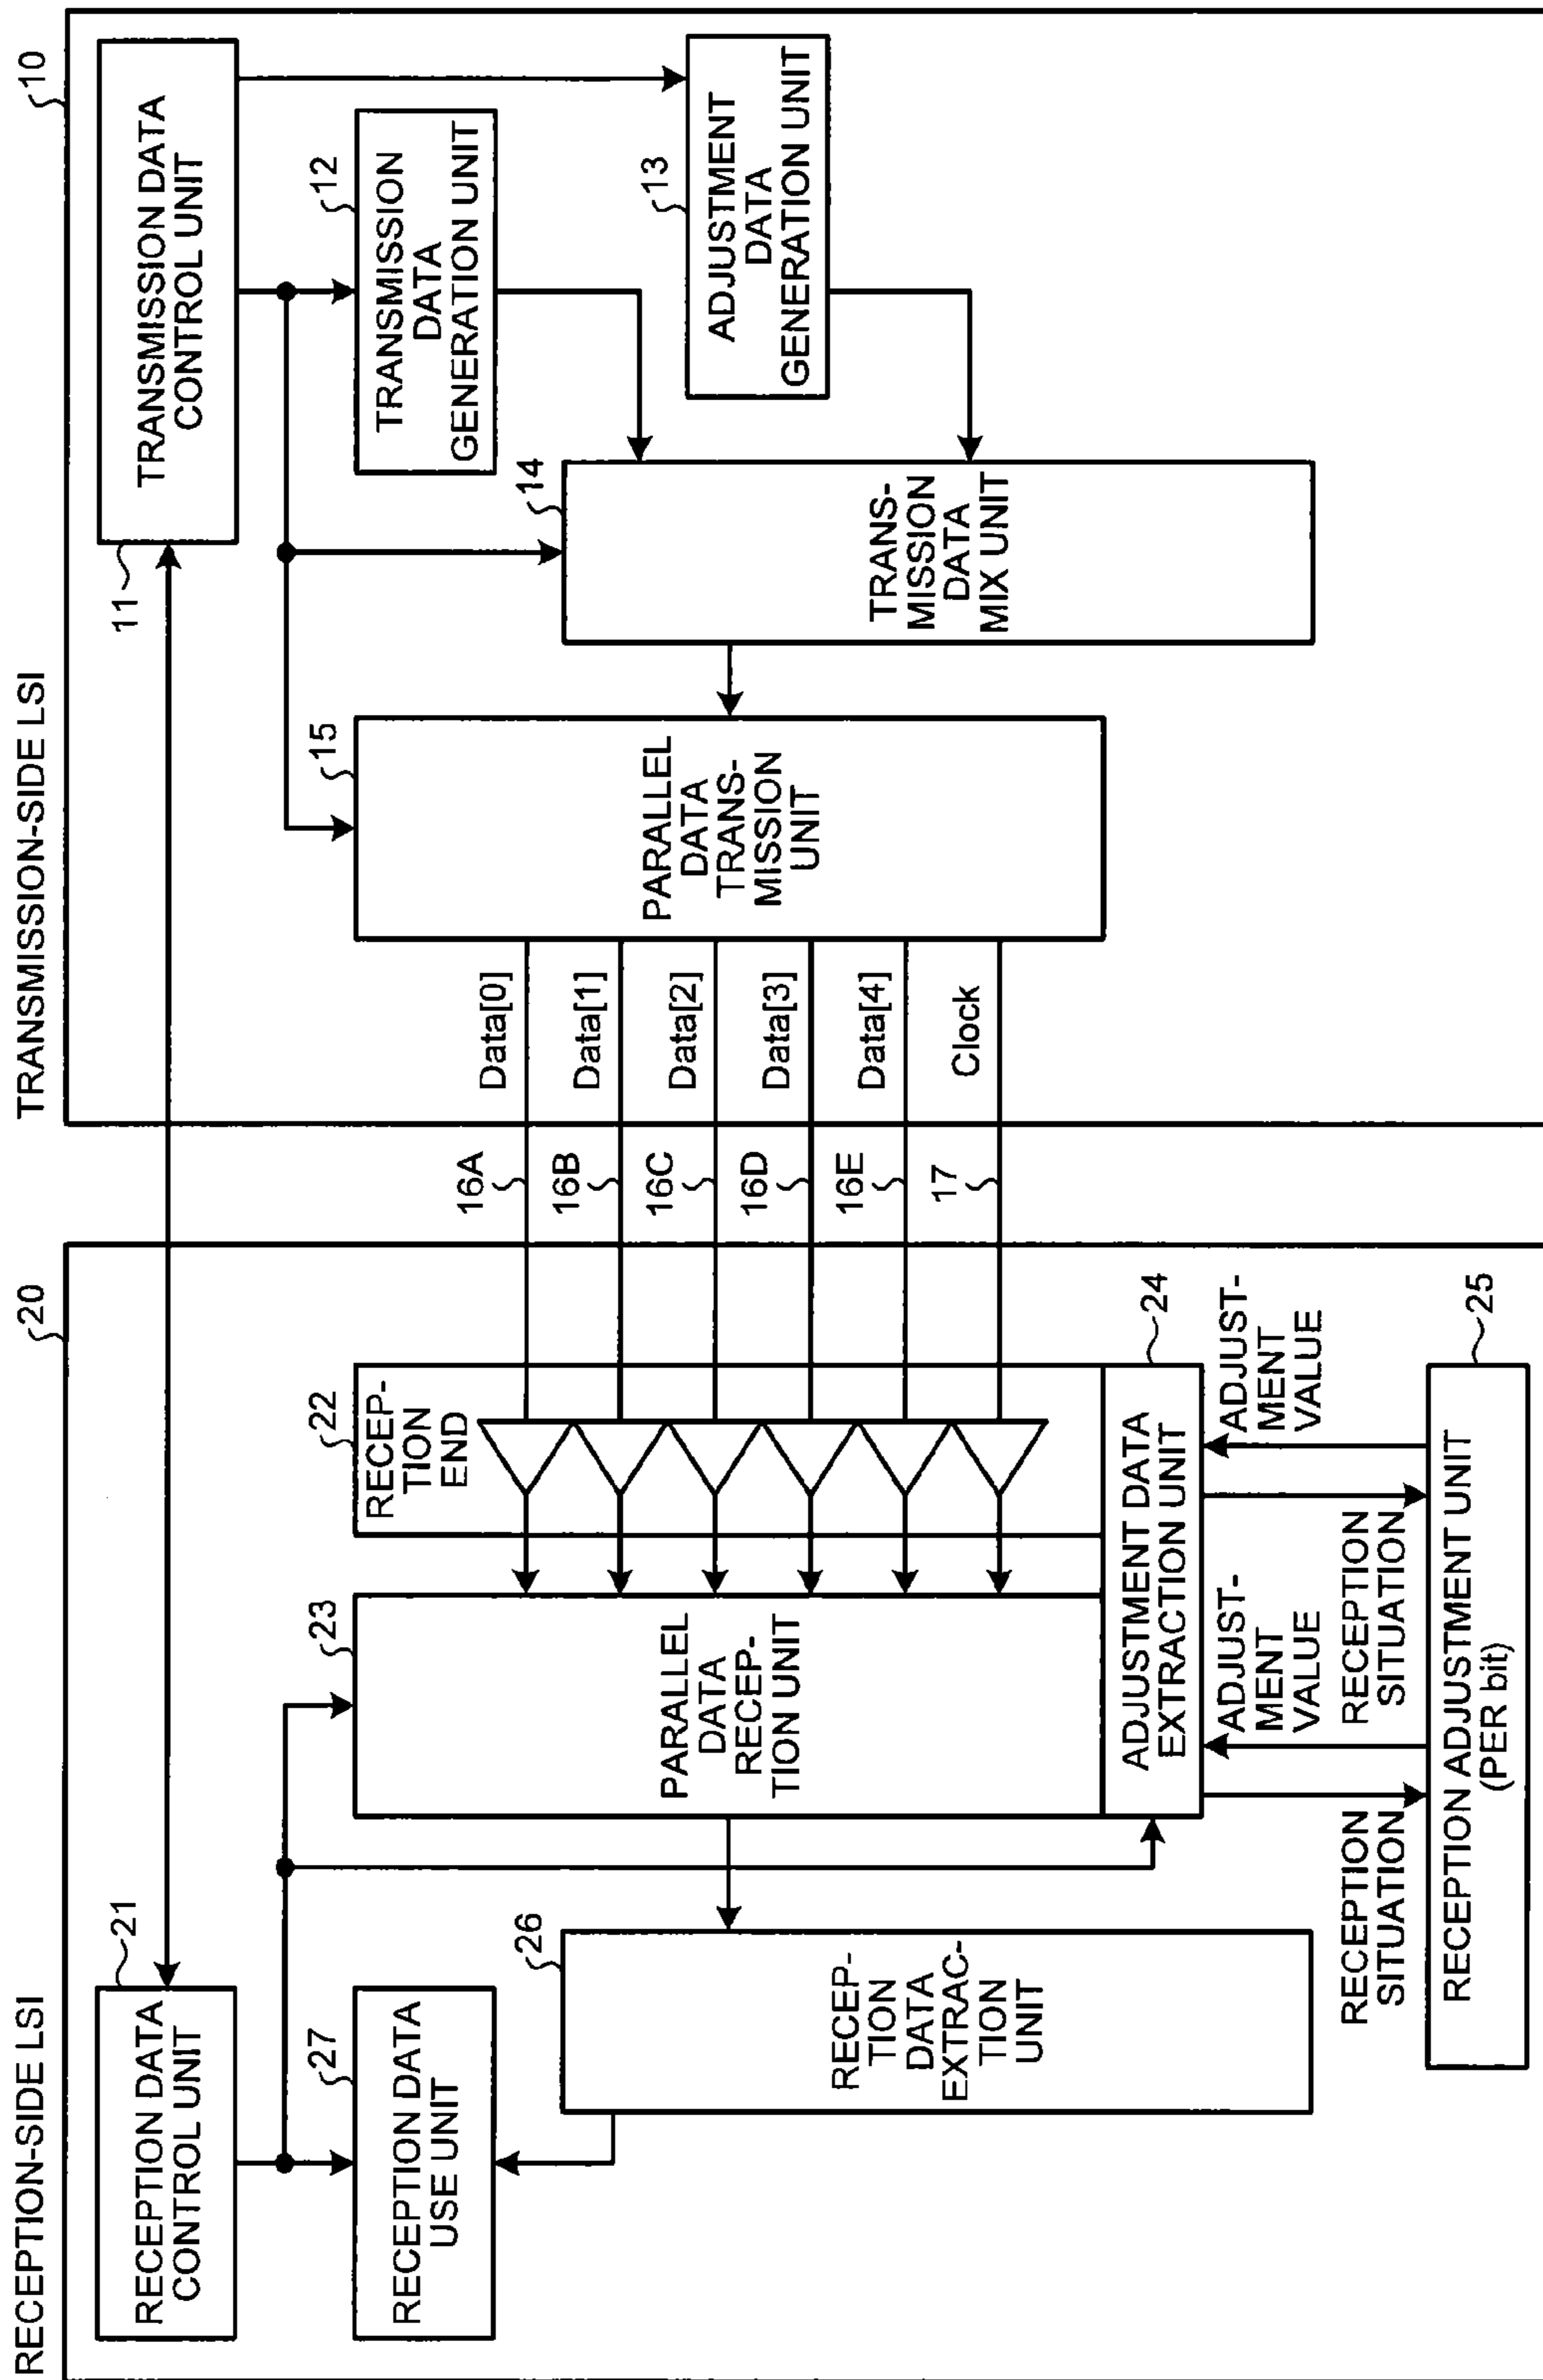 RECEPTION-SIDE LSI
20
RECEPTION DATA
CONTROL UNIT
21
RECEPTION DATA
USE UNIT
27
RECEP-
TION
DATA
EXTRAC-
TION
UNIT
26
PARALLEL
DATA
RECEP-
TION UNIT
23
RECEP-
TION
END
22
ADJUSTMENT DATA
EXTRACTION UNIT
24
RECEPTION
SITUATION
ADJUST-
MENT
VALUE
RECEPTION
SITUATION
ADJUST-
MENT
VALUE
RECEPTION ADJUSTMENT UNIT
(PER bit)
25
16A
16B
16C
16D
16E
17
TRANSMISSION-SIDE LSI
10
Data[0]
Data[1]
Data[2]
Data[3]
Data[4]
Clock
PARALLEL
DATA
TRANS-
MISSION
UNIT
15
11
TRANSMISSION DATA
CONTROL UNIT
TRANS-
MISSION
DATA
MIX UNIT
14
TRANSMISSION
DATA
GENERATION UNIT
12
ADJUSTMENT
DATA
GENERATION UNIT
13